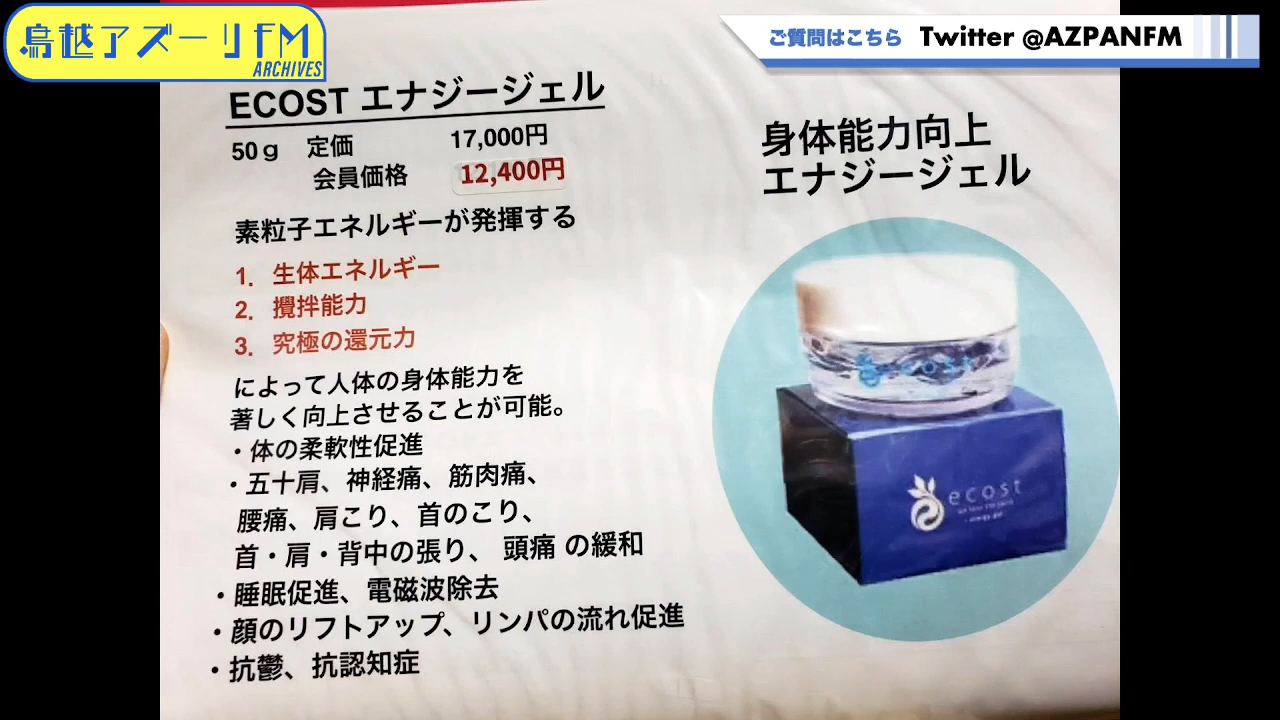 鳥越アズーリFM
ARCHIVES
ご質問はこちら Twitter @AZPANFM
ECOST エナジージェル
50g 定価 17,000円
会員価格 12,400円
素粒子エネルギーが発揮する
1. 生体エネルギー
2. 攪拌能力
3. 究極の還元力
によって人体の身体能力を
著しく向上させることが可能。
・体の柔軟性促進
・五十肩、神経痛、筋肉痛、
腰痛、肩こり、首のこり、
首・肩・背中の張り、 頭痛 の緩和
・睡眠促進、電磁波除去
・顔のリフトアップ、リンパの流れ促進
・抗鬱、抗認知症
身体能力向上
エナジージェル
ecost
ecost